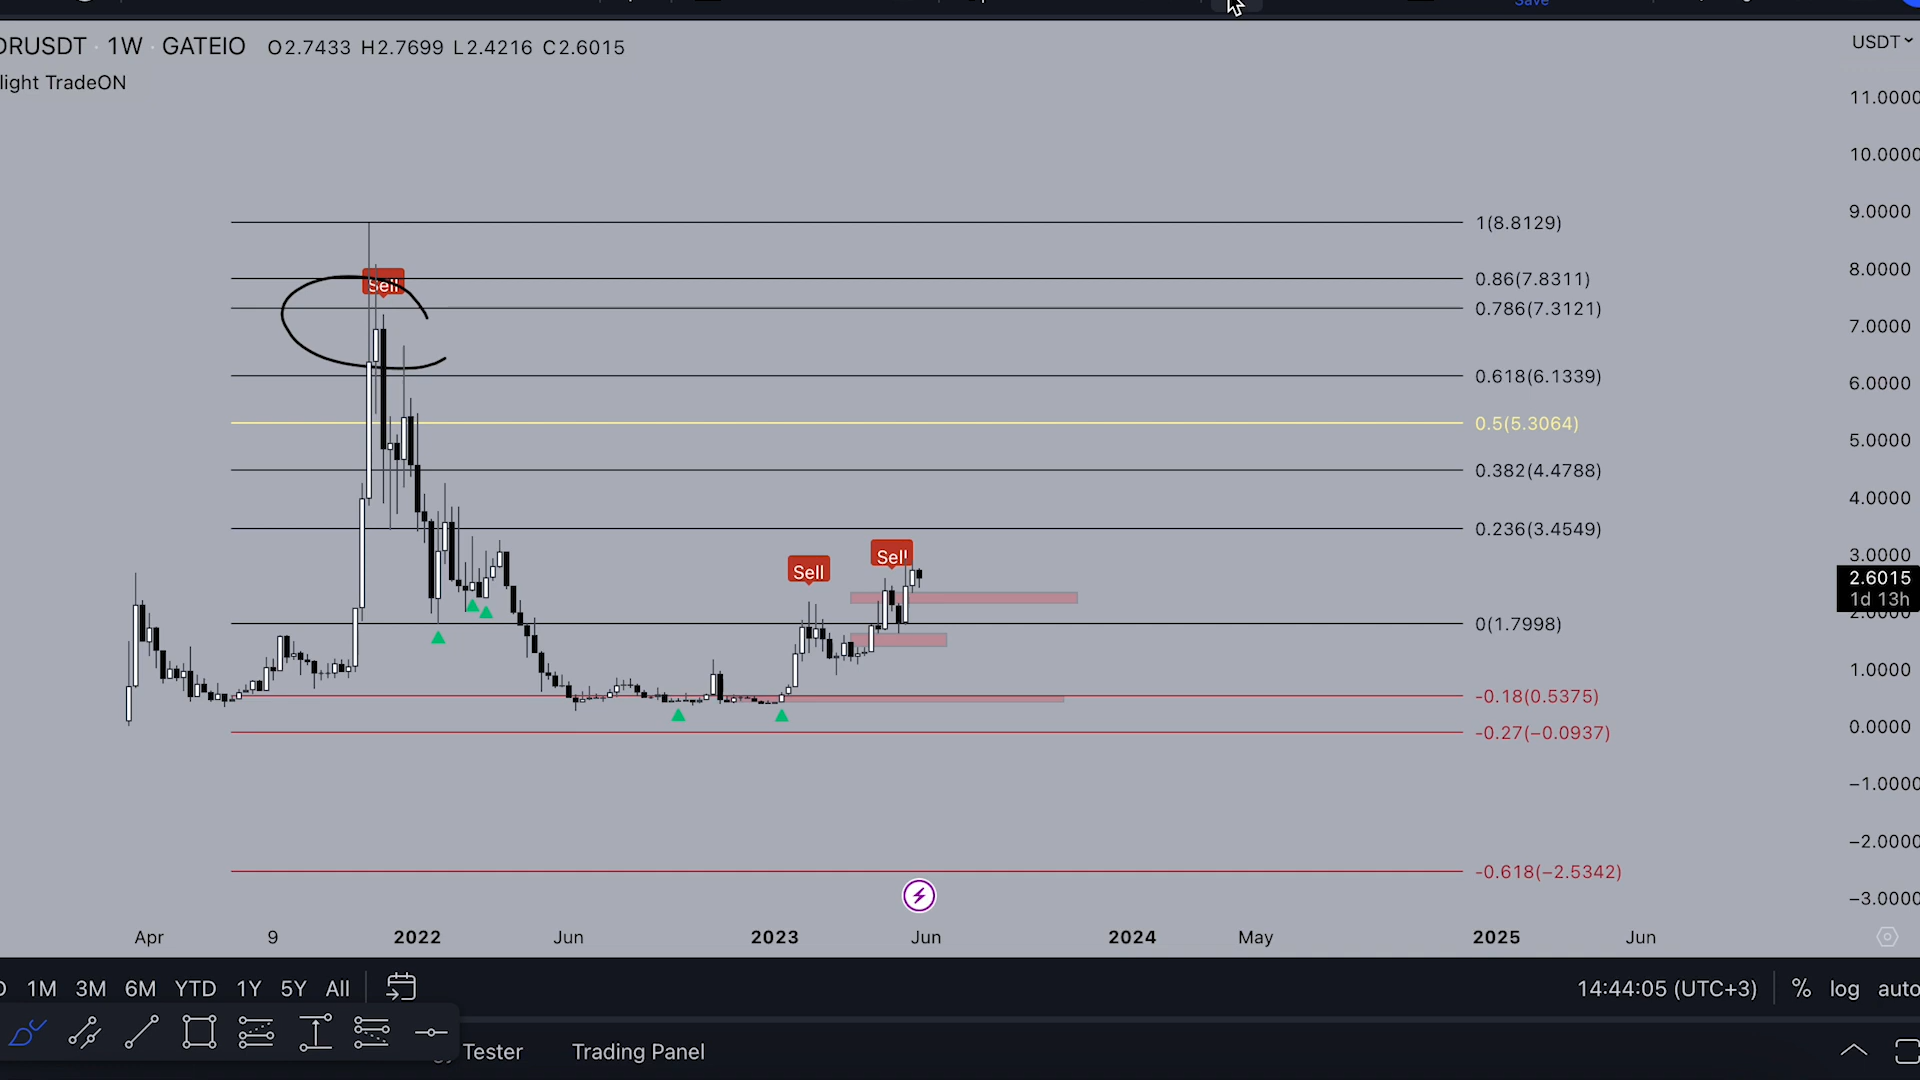 DRUSDT · 1W · GATEIO O2.7433 H2.7699 L2.4216 C2.6015
light TradeON
Save
USDT
11.0000
10.0000
9.0000
8.0000
7.0000
6.0000
5.0000
4.0000
3.0000
2.6015
1d 13h
2.0000
1.0000
0.0000
−1.0000
−2.0000
−3.0000
1(8.8129)
0.86(7.8311)
0.786(7.3121)
0.618(6.1339)
0.5(5.3064)
0.382(4.4788)
0.236(3.4549)
0(1.7998)
-0.18(0.5375)
-0.27(−0.0937)
-0.618(−2.5342)
Sell
Sell
Sell
Apr 9 2022 Jun 2023 Jun 2024 May 2025 Jun
1M 3M 6M YTD 1Y 5Y All 14:44:05 (UTC+3) % log auto
Tester Trading Panel